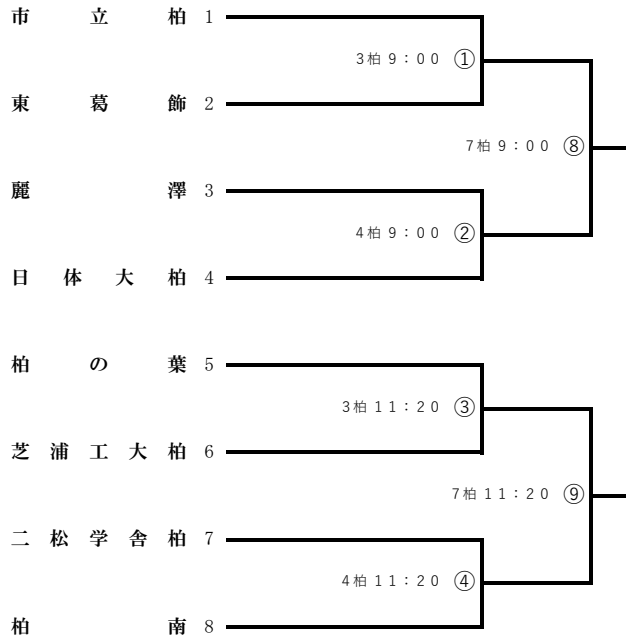 市立柏 1
3柏 9：00 ①
東葛飾 2
7柏 9：00 ⑧
麗澤 3
4柏 9：00 ②
日体大柏 4
柏の葉 5
3柏 11：20 ③
芝浦工大柏 6
7柏 11：20 ⑨
二松学舎柏 7
4柏 11：20 ④
柏南 8